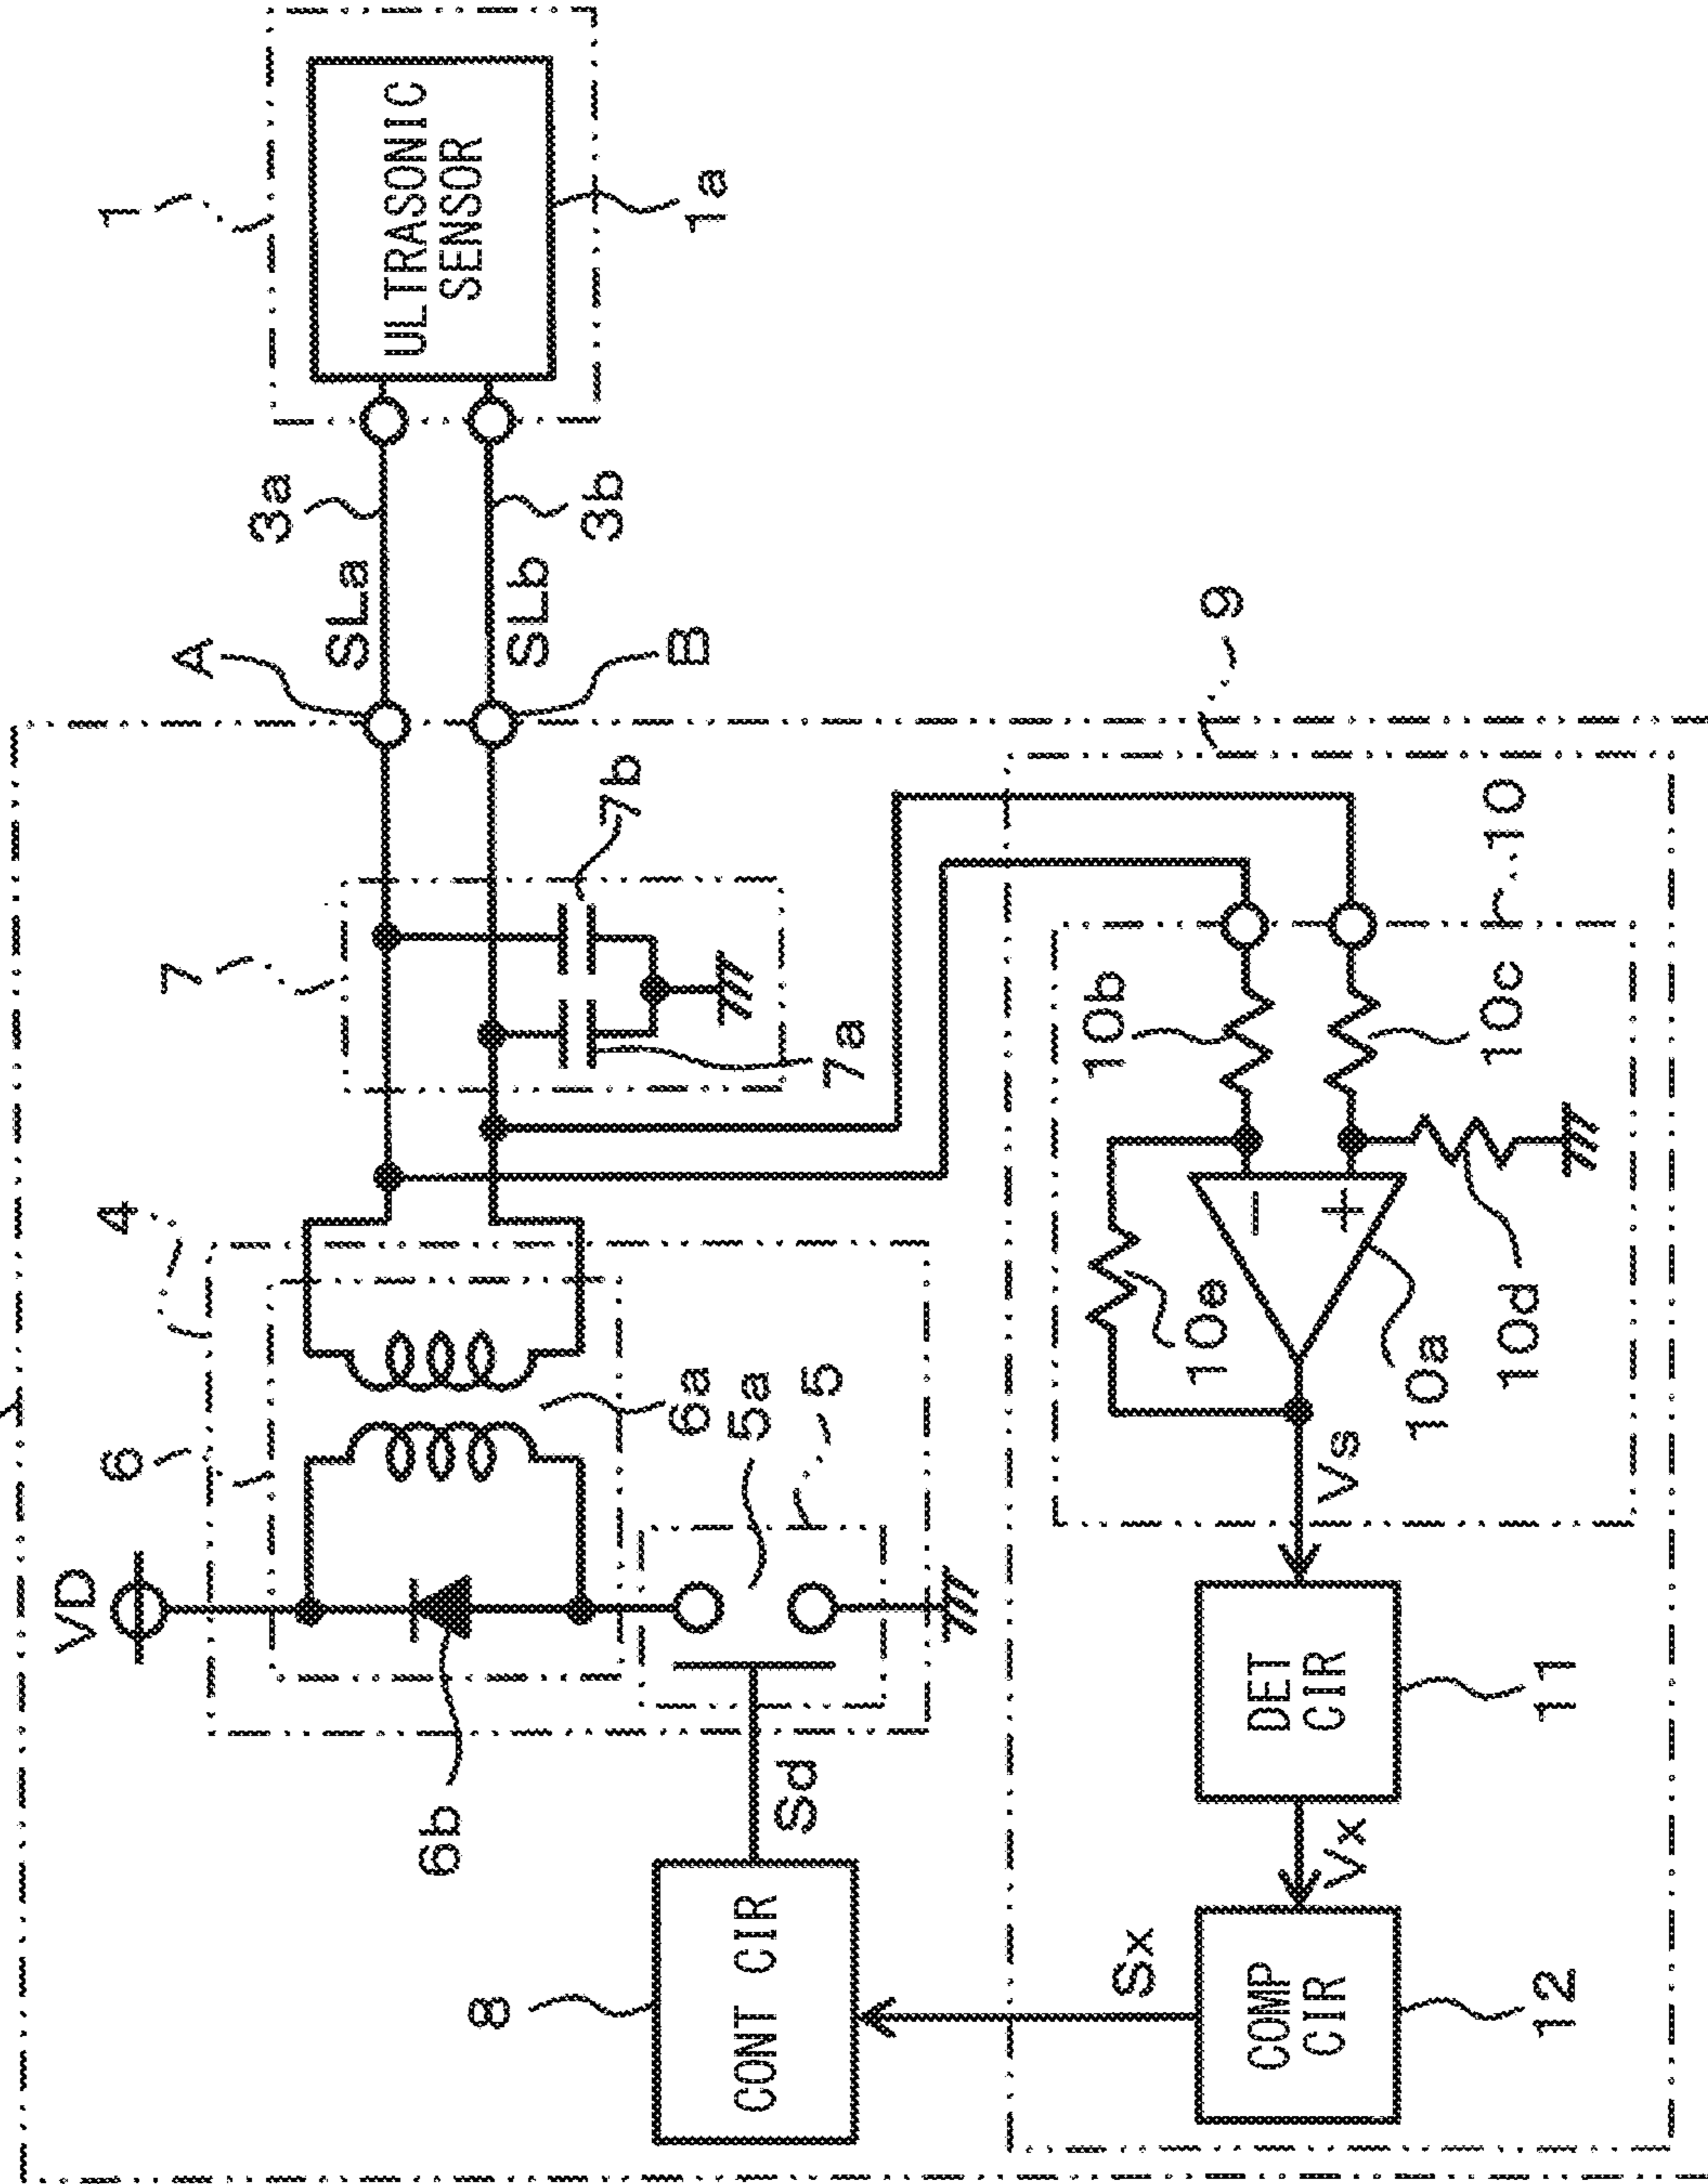 1
ULTRASONIC
SENSOR
1a
3a
3b
SLa
SLb
A
B
9
7
7b
7a
10
10b
10c
4
10e
10d
10a
6
6a
5a
5
Vs
VD
6b
Sd
DET
CIR
11
Vx
8
CONT CIR
Sx
COMP
CIR
12